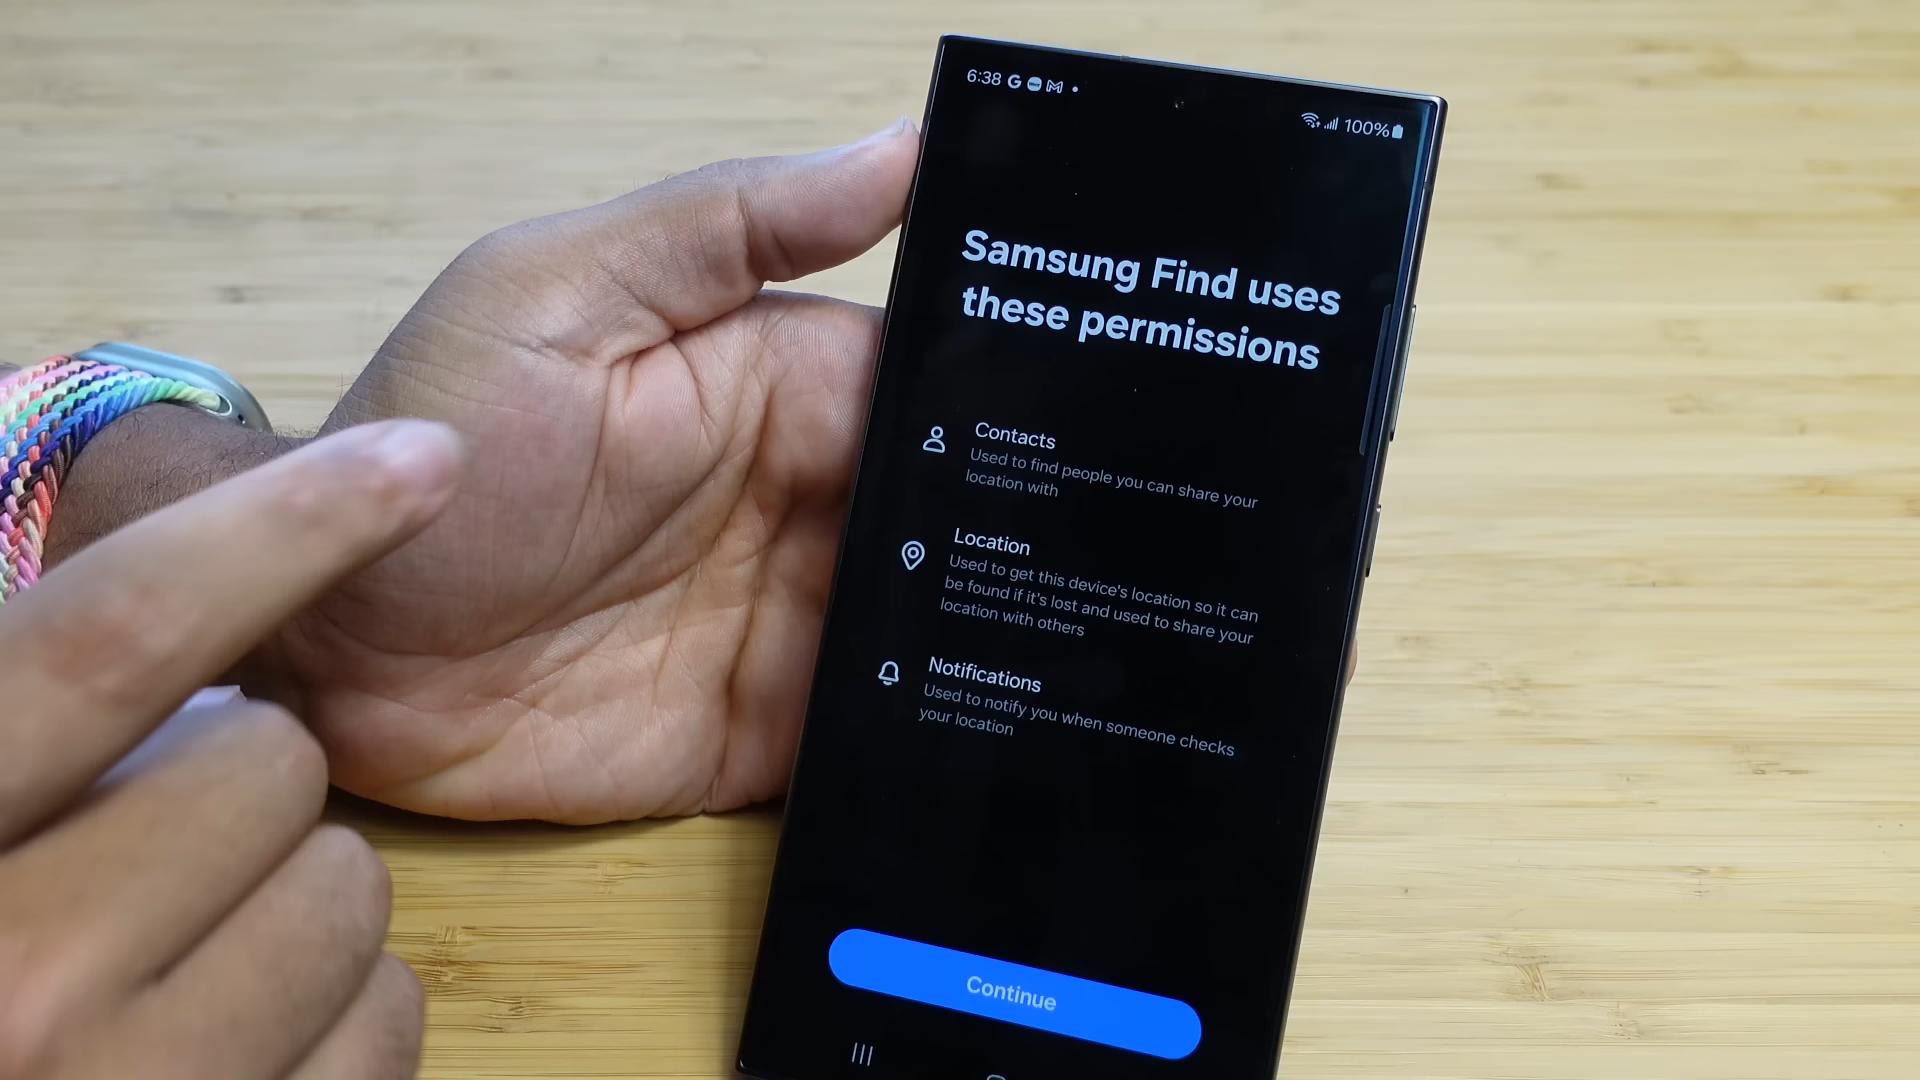 6:38
100%
Samsung Find uses
these permissions
Contacts
Used to find people you can share your
location with
Location
Used to get this device's location so it can
be found if it's lost and used to share your
location with others
Notifications
Used to notify you when someone checks
your location
Continue